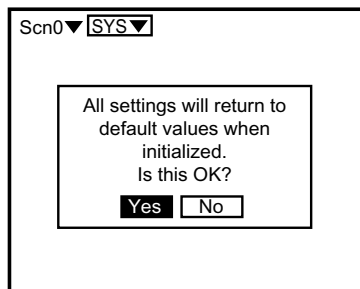 Scn0▼ SYS▼
All settings will return to
default values when
initialized.
Is this OK?
Yes No